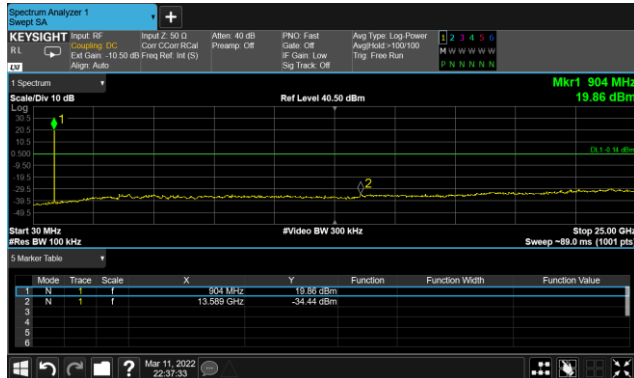 Spectrum Analyzer 1
Swept SA
+
KEYSIGHT Input: RF Input Z: 50 Ω Atten: 40 dB PNO: Fast Avg Type: Log-Power 1 2 3 4 5 6
RL Coupling: DC Corr CCorr RCal Preamp: Off Gate: Off Avg|Hold:>100/100 M W W W W W
Ext Gain: -10.50 dB Freq Ref: Int (S) IF Gain: Low Trig: Free Run
LXI Align: Auto Sig Track: Off P N N N N N
1 Spectrum Mkr1 904 MHz
Scale/Div 10 dB Ref Level 40.50 dBm 19.86 dBm
Log
30.5 1
20.5
10.5
0.500 DL1 -0.14 dBm
-9.50
-19.5
-29.5 2
-39.5
-49.5
Start 30 MHz #Video BW 300 kHz Stop 25.00 GHz
#Res BW 100 kHz Sweep ~89.0 ms (1001 pts)
5 Marker Table
Mode Trace Scale X Y Function Function Width Function Value
1 N 1 f 904 MHz 19.86 dBm
2 N 1 f 13.589 GHz -34.44 dBm
3
4
5
6
? Mar 11, 2022
22:37:33